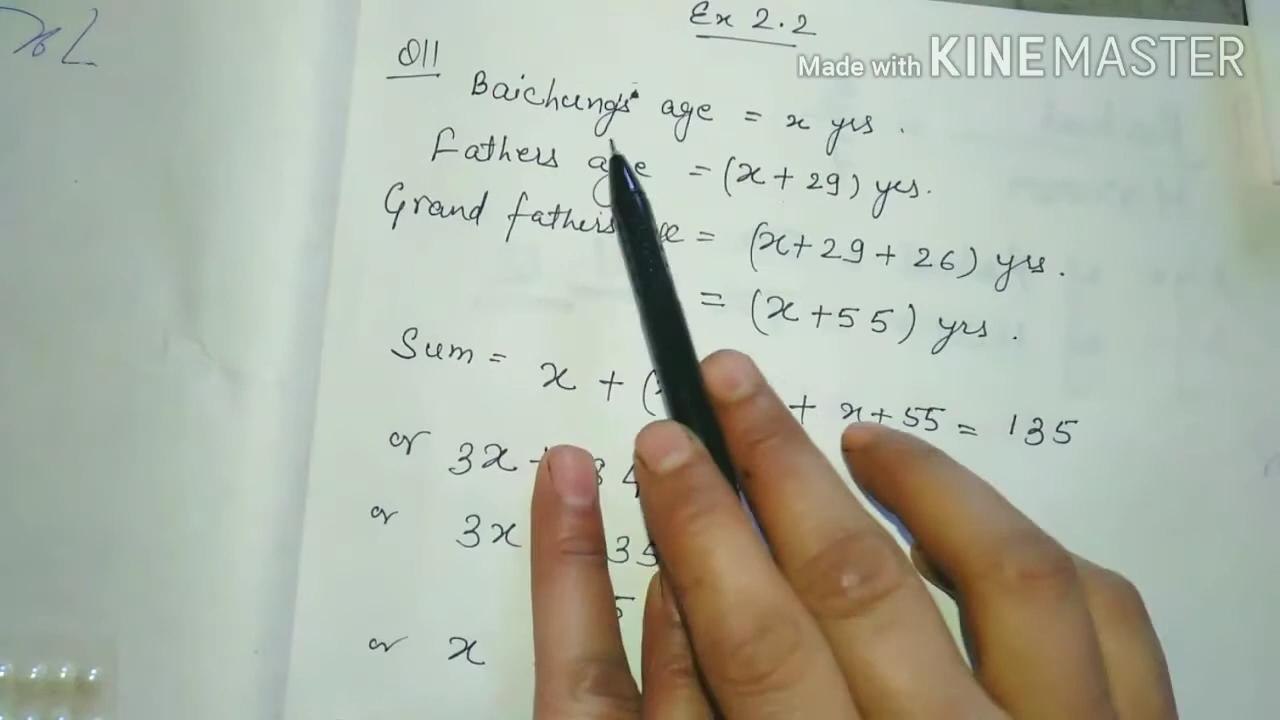 Ex 2.2
Made with KINEMASTER
Q11
Baichung's age = x yrs.
Fathers age = (x + 29) yrs.
Grand fathers = (x+29+26) yrs.
= (x+55) yrs.
Sum = x + ( + x+55 = 135
or 3x
or 3x 35
or x